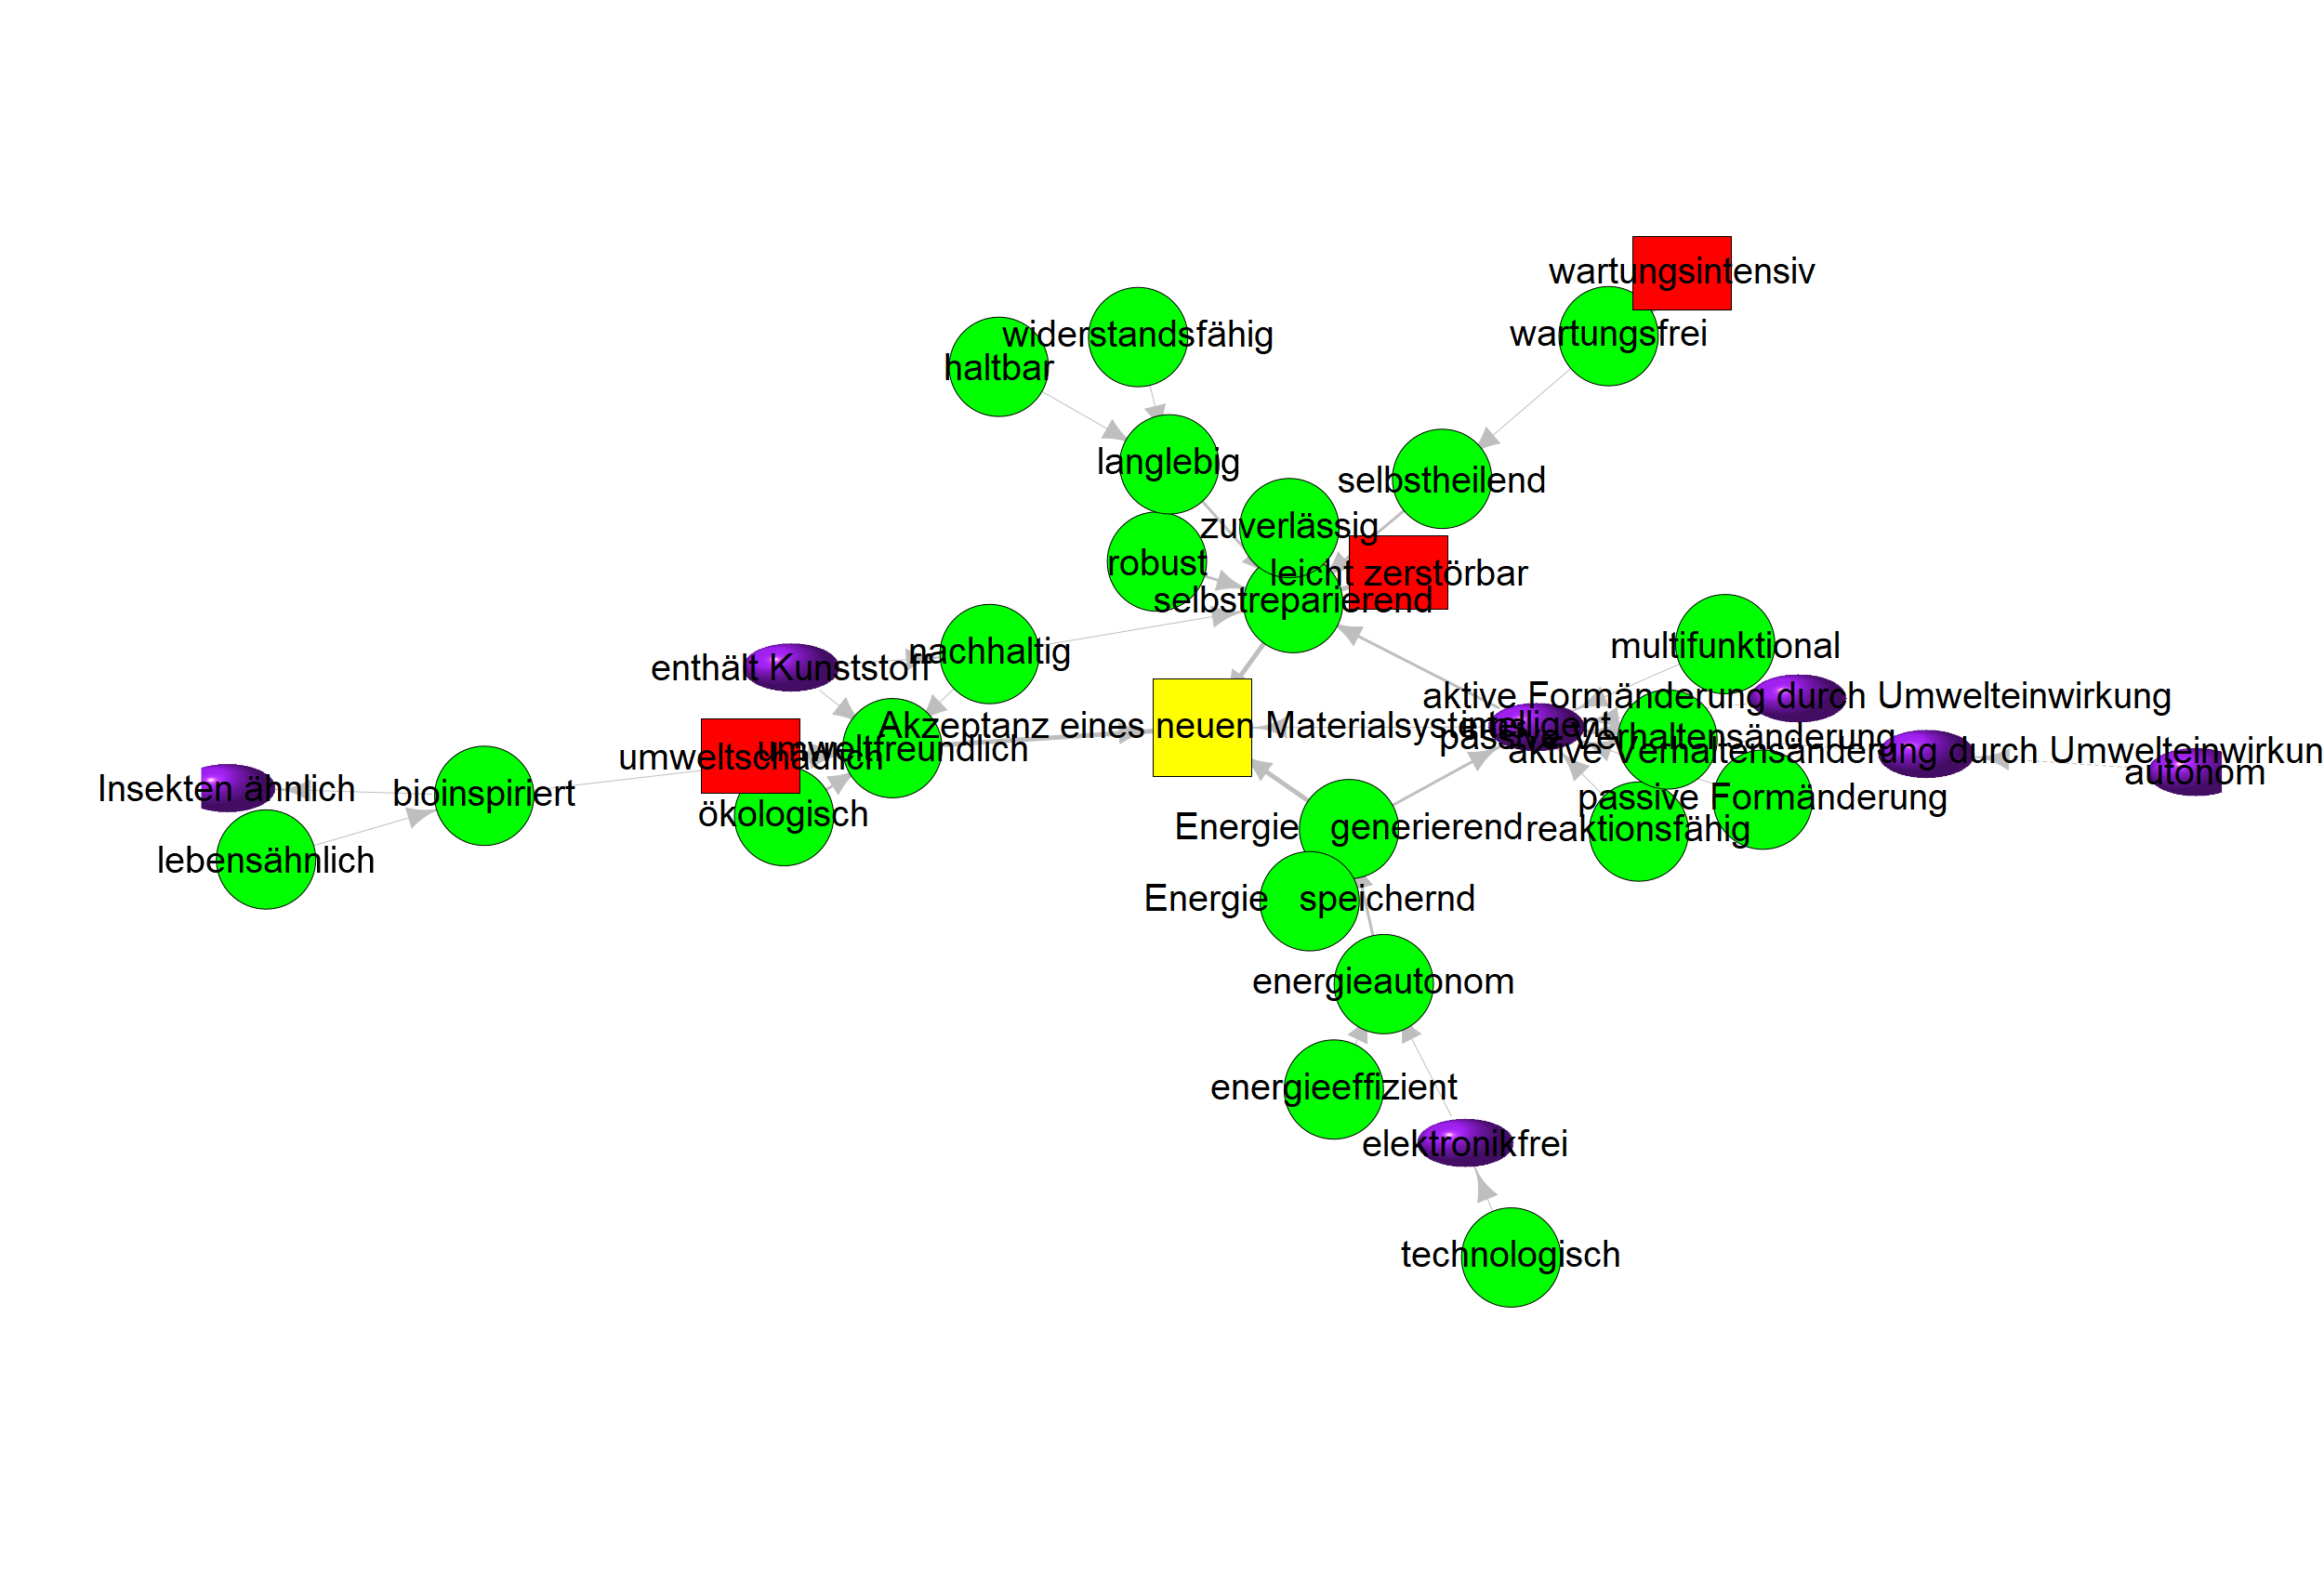 wartungsintensiv
wartungsfrei
widerstandsfähig
haltbar
langlebig
selbstheilend
zuverlässig
robust
leicht zerstörbar
selbstreparierend
nachhaltig
enthält Kunststoff
multifunktional
aktive Formänderung durch Umwelteinwirkung
Akzeptanz eines neuen Materialsystems
intelligent
passive Verhaltensänderung
umweltfreundlich
aktive Verhaltensänderung durch Umwelteinwirkun
umweltschädlich
autonom
Insekten ähnlich
bioinspiriert
passive Formänderung
ökologisch
Energie generierend
reaktionsfähig
lebensähnlich
Energie speichernd
energieautonom
energieeffizient
elektronikfrei
technologisch